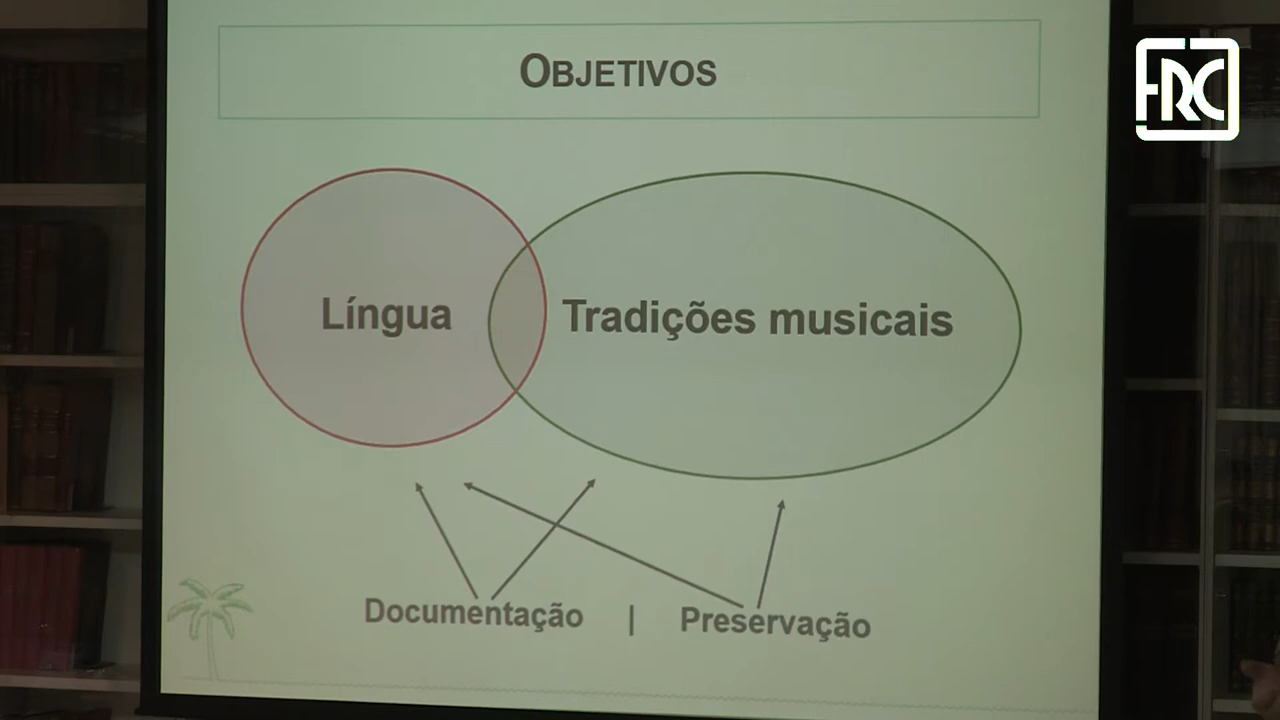 OBJETIVOS
FRC
Língua
Tradições musicais
Documentação | Preservação